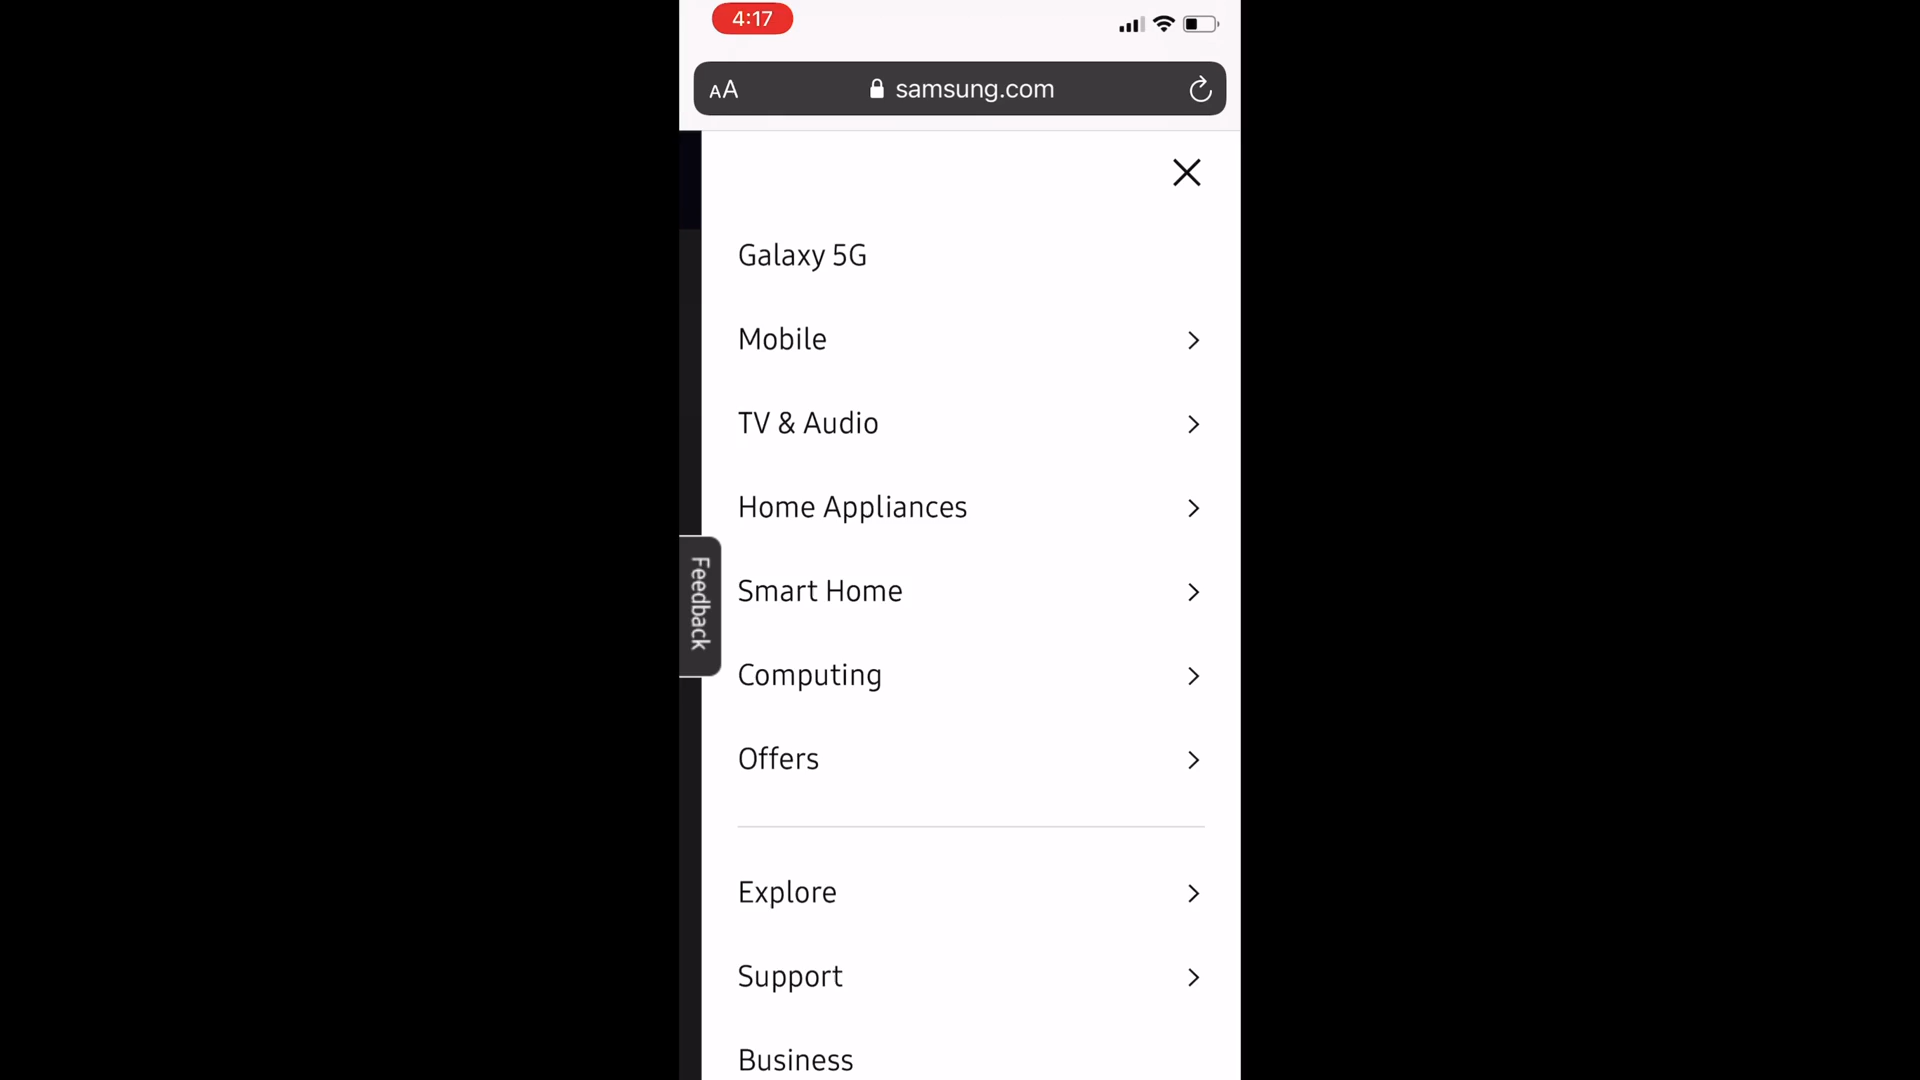 4:17
AA samsung.com
Galaxy 5G
Mobile
TV & Audio
Home Appliances
Smart Home
Feedback
Computing
Offers
Explore
Support
Business